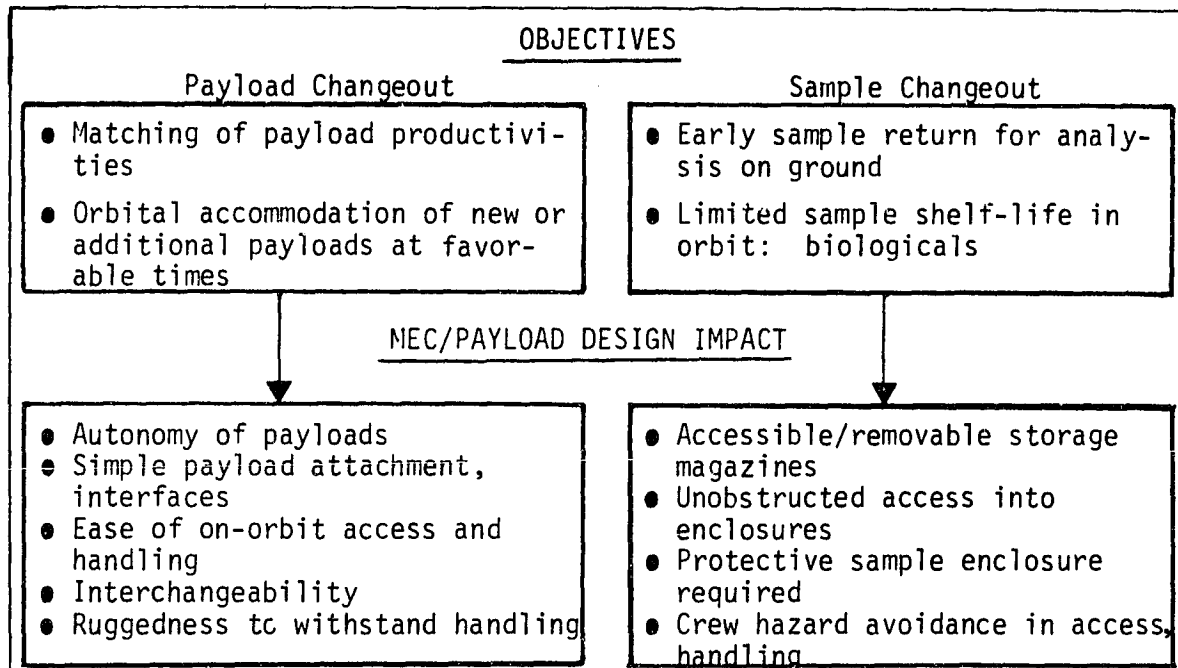 OBJECTIVES
Payload Changeout
● Matching of payload productivi-
ties
● Orbital accommodation of new or
additional payloads at favor-
able times
Sample Changeout
● Early sample return for analy-
sis on ground
● Limited sample shelf-life in
orbit: biologicals
MEC/PAYLOAD DESIGN IMPACT
● Autonomy of payloads
● Simple payload attachment,
interfaces
● Ease of on-orbit access and
handling
● Interchangeability
● Ruggedness to withstand handling
● Accessible/removable storage
magazines
● Unobstructed access into
enclosures
● Protective sample enclosure
required
● Crew hazard avoidance in access,
handling